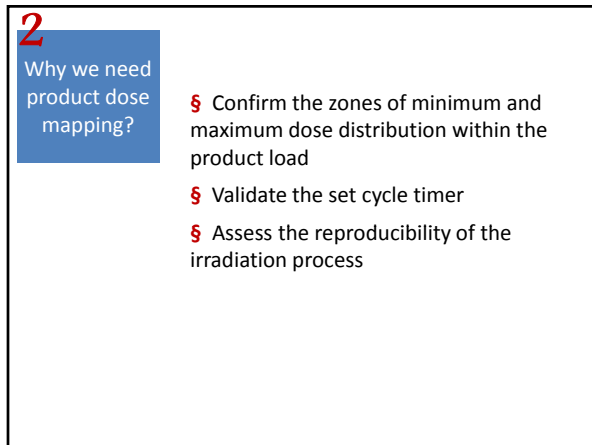 2
Why we need
product dose
mapping?
§ Confirm the zones of minimum and
maximum dose distribution within the
product load
§ Validate the set cycle timer
§ Assess the reproducibility of the
irradiation process